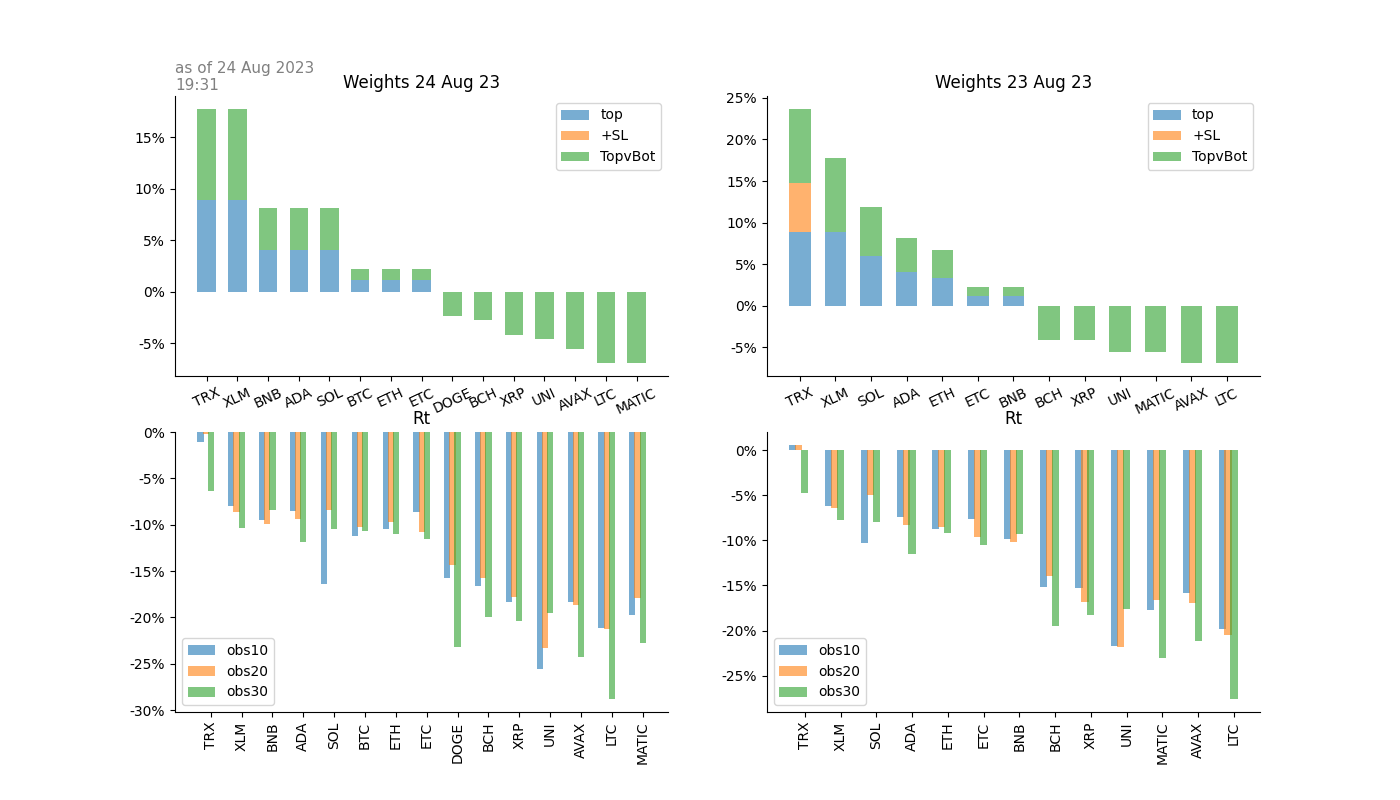 as of 24 Aug 2023
19:31
Weights 24 Aug 23
15%
10%
5%
0%
-5%
top
+SL
TopvBot
TRX XLM BNB ADA SOL BTC ETH ETC DOGE BCH XRP UNI AVAX LTC MATIC
Weights 23 Aug 23
25%
20%
15%
10%
5%
0%
-5%
top
+SL
TopvBot
TRX XLM SOL ADA ETH ETC BNB BCH XRP UNI MATIC AVAX LTC
Rt
0%
-5%
-10%
-15%
-20%
-25%
-30%
obs10
obs20
obs30
TRX XLM BNB ADA SOL BTC ETH ETC DOGE BCH XRP UNI AVAX LTC MATIC
Rt
0%
-5%
-10%
-15%
-20%
-25%
obs10
obs20
obs30
TRX XLM SOL ADA ETH ETC BNB BCH XRP UNI MATIC AVAX LTC